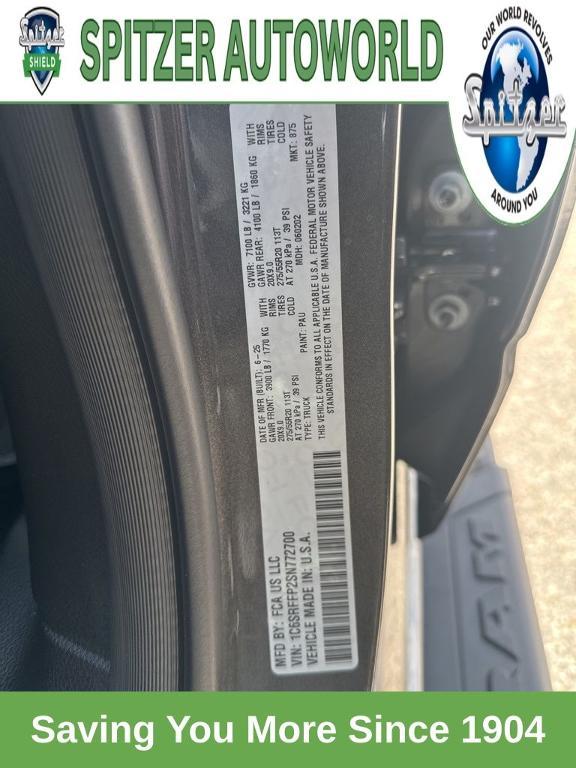 Spitzer
SHIELD
SPITZER AUTOWORLD
OUR WORLD REVOLVES
Spitzer
AROUND YOU
MFD BY: FCA US LLC
VIN: 1C6SRFFP2SN772700
VEHICLE MADE IN: U.S.A.
DATE OF MFR (BUILT): 6-25
GVWR: 7100 LB / 3221 KG
GAWR FRONT: 3900 LB / 1770 KG WITH
GAWR REAR: 4100 LB / 1860 KG WITH
20X9.0 RIMS
20X9.0 RIMS
275/55R20 113T TIRES
275/55R20 113T TIRES
AT 270 kPa / 39 PSI COLD
AT 270 kPa / 39 PSI COLD
TYPE: TRUCK
PAINT: PAU
MDH: 060202
MKT: 875
THIS VEHICLE CONFORMS TO ALL APPLICABLE U.S.A. FEDERAL MOTOR VEHICLE SAFETY
STANDARDS IN EFFECT ON THE DATE OF MANUFACTURE SHOWN ABOVE.
RAM
Saving You More Since 1904